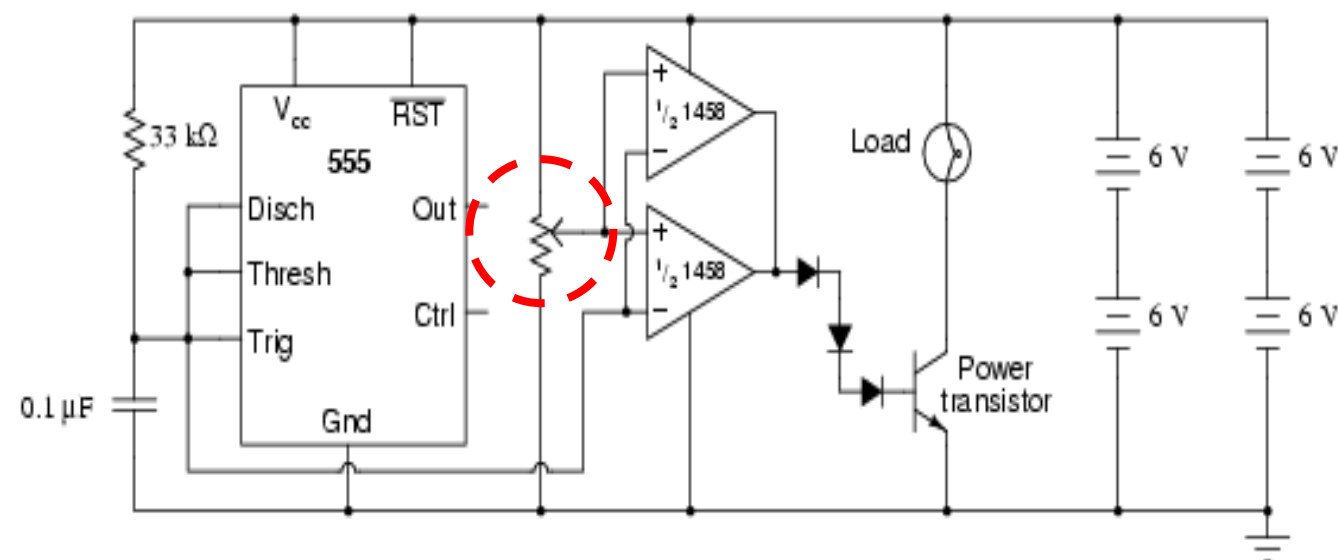 33 kΩ
0.1 μF
Vcc
RST
555
Disch
Thresh
Trig
Out
Ctrl
Gnd
+
1/2 1458
−
+
1/2 1458
−
Load
Power
transistor
6 V
6 V
6 V
6 V